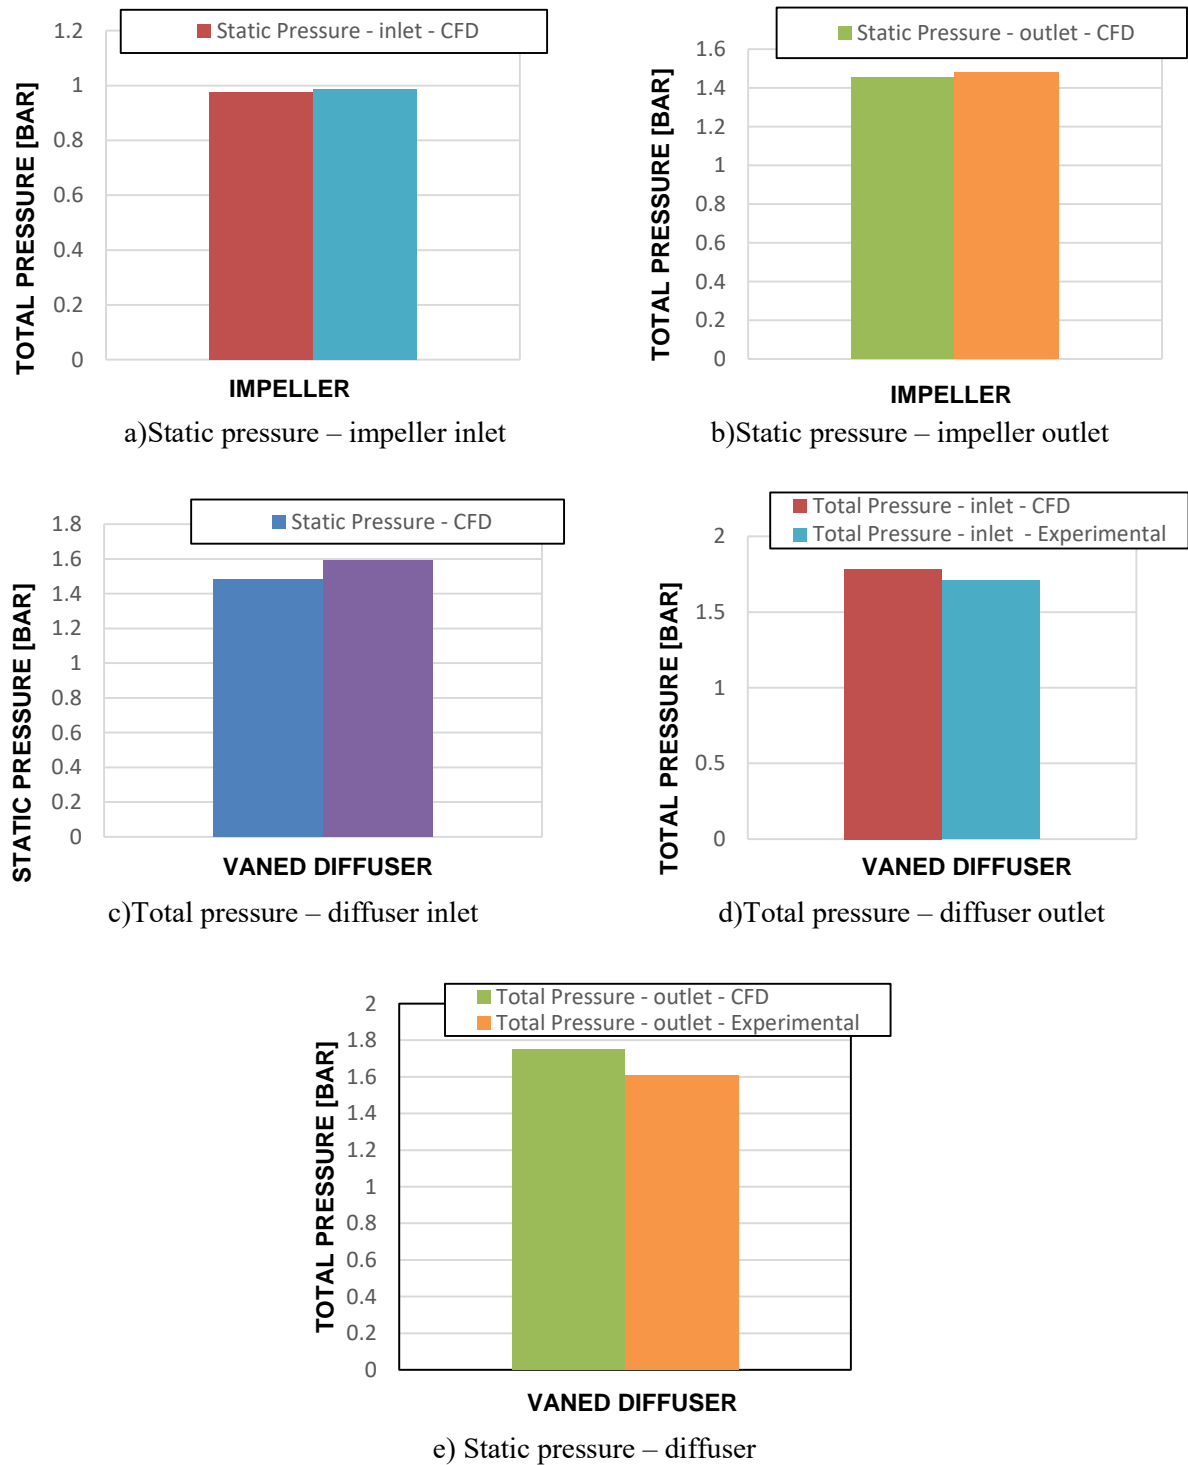 Static Pressure - inlet - CFD
1.2
1
0.8
0.6
0.4
0.2
0
TOTAL PRESSURE [BAR]
IMPELLER
a)Static pressure – impeller inlet
Static Pressure - outlet - CFD
1.6
1.4
1.2
1
0.8
0.6
0.4
0.2
0
TOTAL PRESSURE [BAR]
IMPELLER
b)Static pressure – impeller outlet
Static Pressure - CFD
1.8
1.6
1.4
1.2
1
0.8
0.6
0.4
0.2
0
STATIC PRESSURE [BAR]
VANED DIFFUSER
c)Total pressure – diffuser inlet
Total Pressure - inlet - CFD
Total Pressure - inlet  - Experimental
2
1.5
1
0.5
0
TOTAL PRESSURE [BAR]
VANED DIFFUSER
d)Total pressure – diffuser outlet
Total Pressure - outlet - CFD
Total Pressure - outlet - Experimental
2
1.8
1.6
1.4
1.2
1
0.8
0.6
0.4
0.2
0
TOTAL PRESSURE [BAR]
VANED DIFFUSER
e) Static pressure – diffuser